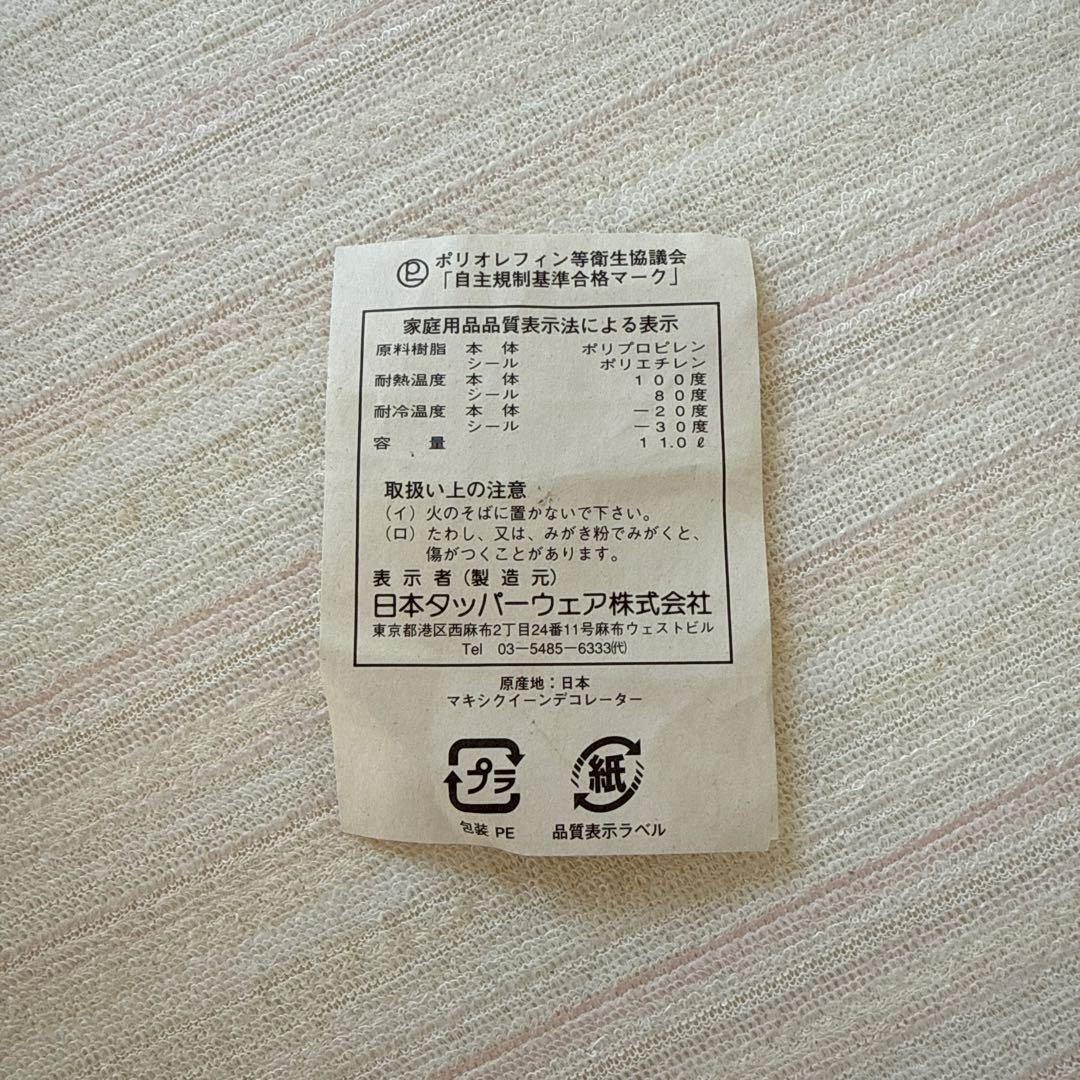 ポリオレフィン等衛生協議会
「自主規制基準合格マーク」
家庭用品品質表示法による表示
原料樹脂 本体 ポリプロピレン
シール ポリエチレン
耐熱温度 本体 100度
シール 80度
耐冷温度 本体 －20度
シール －30度
容量 11.0ℓ
取扱い上の注意
（イ）火のそばに置かないで下さい。
（ロ）たわし、又は、みがき粉でみがくと、
傷がつくことがあります。
表示者（製造元）
日本タッパーウェア株式会社
東京都港区西麻布2丁目24番11号麻布ウェストビル
Tel 03－5485－6333㈹
原産地：日本
マキシクイーンデコレーター
プラ 紙
包装 PE 品質表示ラベル